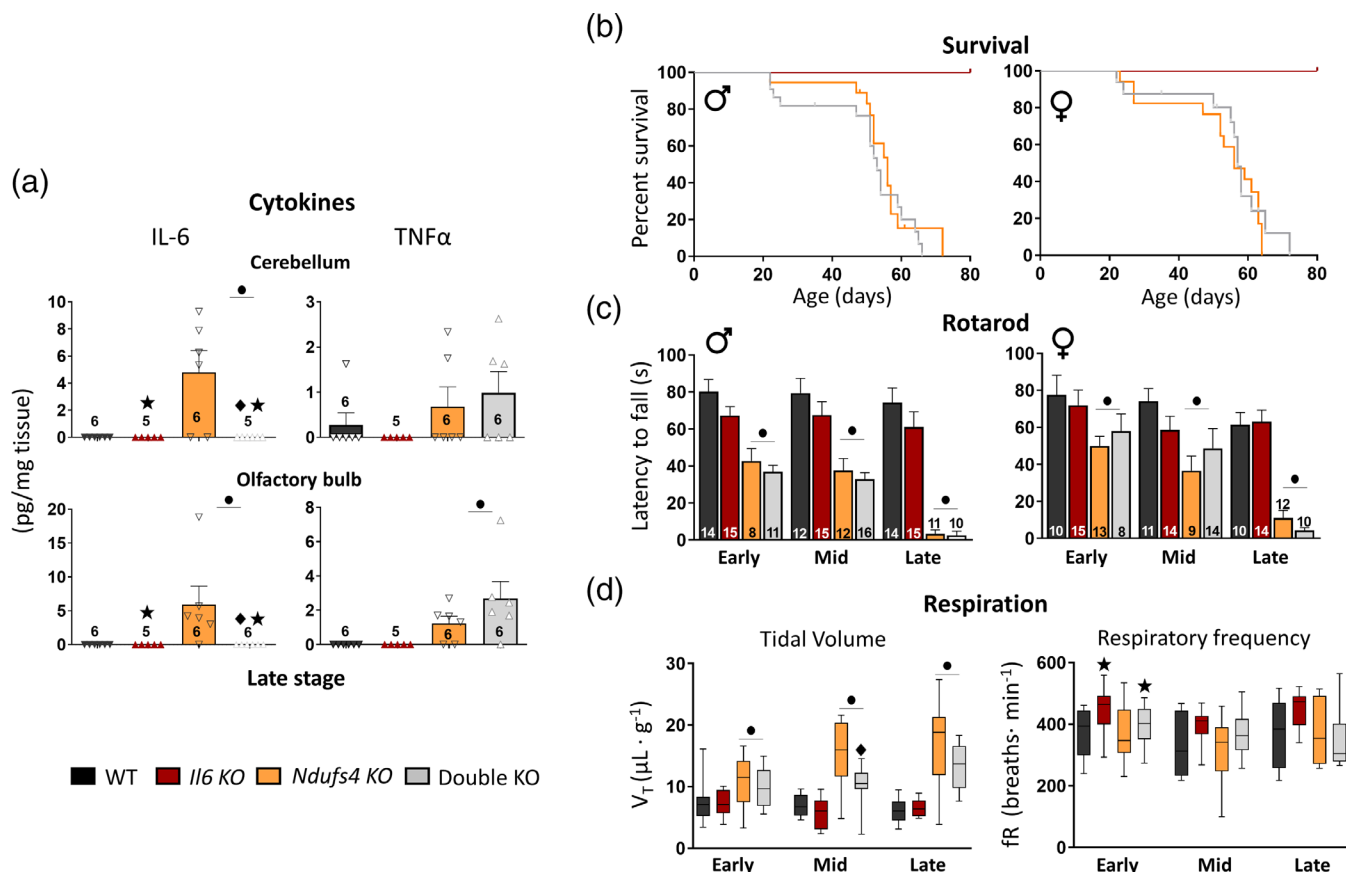 (a)
Cytokines
IL-6 TNFα
Cerebellum
(pg/mg tissue)
10
8
6
4
2
0
6 5 6 5
3
2
1
0
6 5 6 6
Olfactory bulb
20
15
10
5
0
6 5 6 6
8
6
4
2
0
6 5 6 6
Late stage
WT Il6 KO Ndufs4 KO Double KO
(b)
Survival
Percent survival
100
80
60
40
20
0
0 20 40 60 80
Age (days)
100
80
60
40
20
0
0 20 40 60 80
Age (days)
(c)
Rotarod
Latency to fall (s)
100
80
60
40
20
0
14 15 8 11 12 15 12 16 14 15 11 10
Early Mid Late
100
80
60
40
20
0
10 15 13 8 11 14 9 14 10 14 12 10
Early Mid Late
(d)
Respiration
Tidal Volume
V_T (µL · g⁻¹)
30
20
10
0
Early Mid Late
Respiratory frequency
fR (breaths· min⁻¹)
600
400
200
0
Early Mid Late